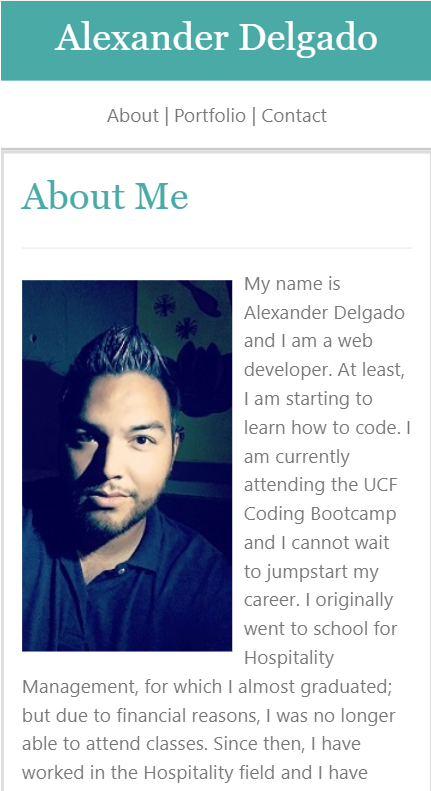 Alexander Delgado
About | Portfolio | Contact
About Me
My name is
Alexander Delgado
and I am a web
developer. At least,
I am starting to
learn how to code. I
am currently
attending the UCF
Coding Bootcamp
and I cannot wait
to jumpstart my
career. I originally
went to school for
Hospitality
Management, for which I almost graduated;
but due to financial reasons, I was no longer
able to attend classes. Since then, I have
worked in the Hospitality field and I have